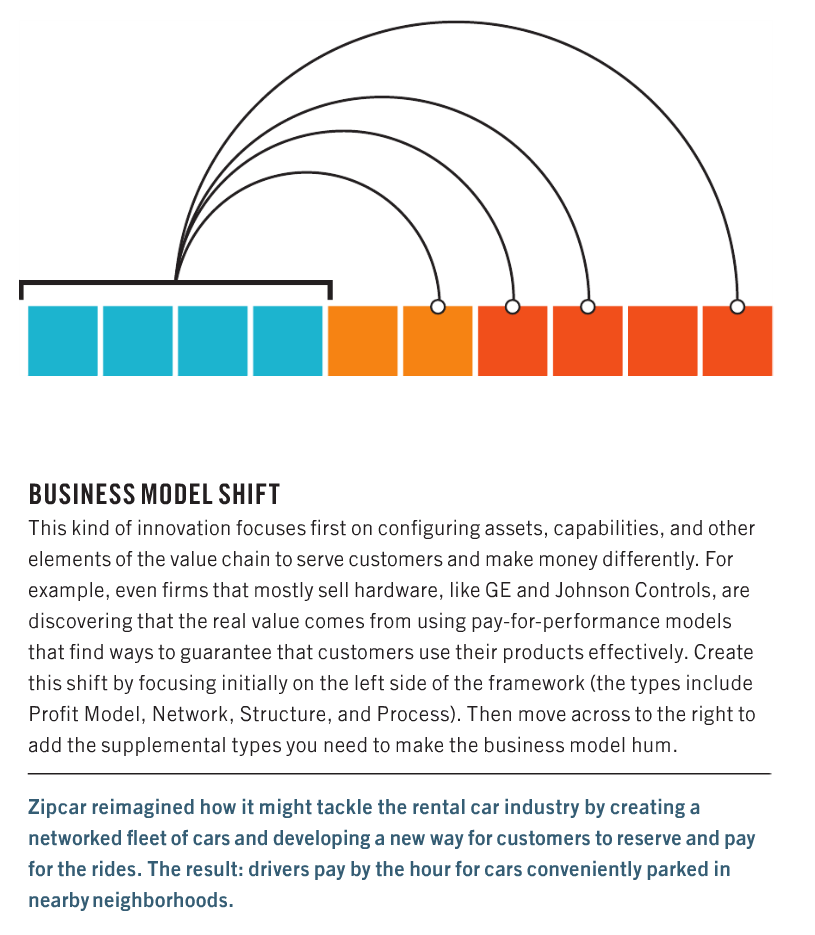 BUSINESS MODEL SHIFT
This kind of innovation focuses first on configuring assets, capabilities, and other
elements of the value chain to serve customers and make money differently. For
example, even firms that mostly sell hardware, like GE and Johnson Controls, are
discovering that the real value comes from using pay-for-performance models
that find ways to guarantee that customers use their products effectively. Create
this shift by focusing initially on the left side of the framework (the types include
Profit Model, Network, Structure, and Process). Then move across to the right to
add the supplemental types you need to make the business model hum.
Zipcar reimagined how it might tackle the rental car industry by creating a
networked fleet of cars and developing a new way for customers to reserve and pay
for the rides. The result: drivers pay by the hour for cars conveniently parked in
nearby neighborhoods.